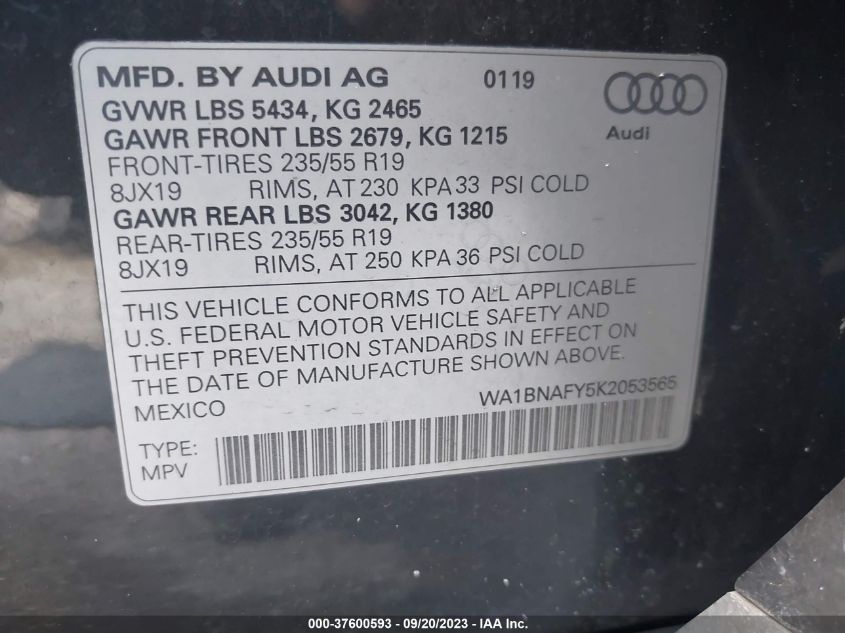 MFD. BY AUDI AG 0119
GVWR LBS 5434, KG 2465
GAWR FRONT LBS 2679, KG 1215
Audi
FRONT-TIRES 235/55 R19
8JX19 RIMS, AT 230 KPA 33 PSI COLD
GAWR REAR LBS 3042, KG 1380
REAR-TIRES 235/55 R19
8JX19 RIMS, AT 250 KPA 36 PSI COLD
THIS VEHICLE CONFORMS TO ALL APPLICABLE
U.S. FEDERAL MOTOR VEHICLE SAFETY AND
THEFT PREVENTION STANDARDS IN EFFECT ON
THE DATE OF MANUFACTURE SHOWN ABOVE.
MEXICO WA1BNAFY5K2053565
TYPE:
MPV
000-37600593 - 09/20/2023 - IAA Inc.